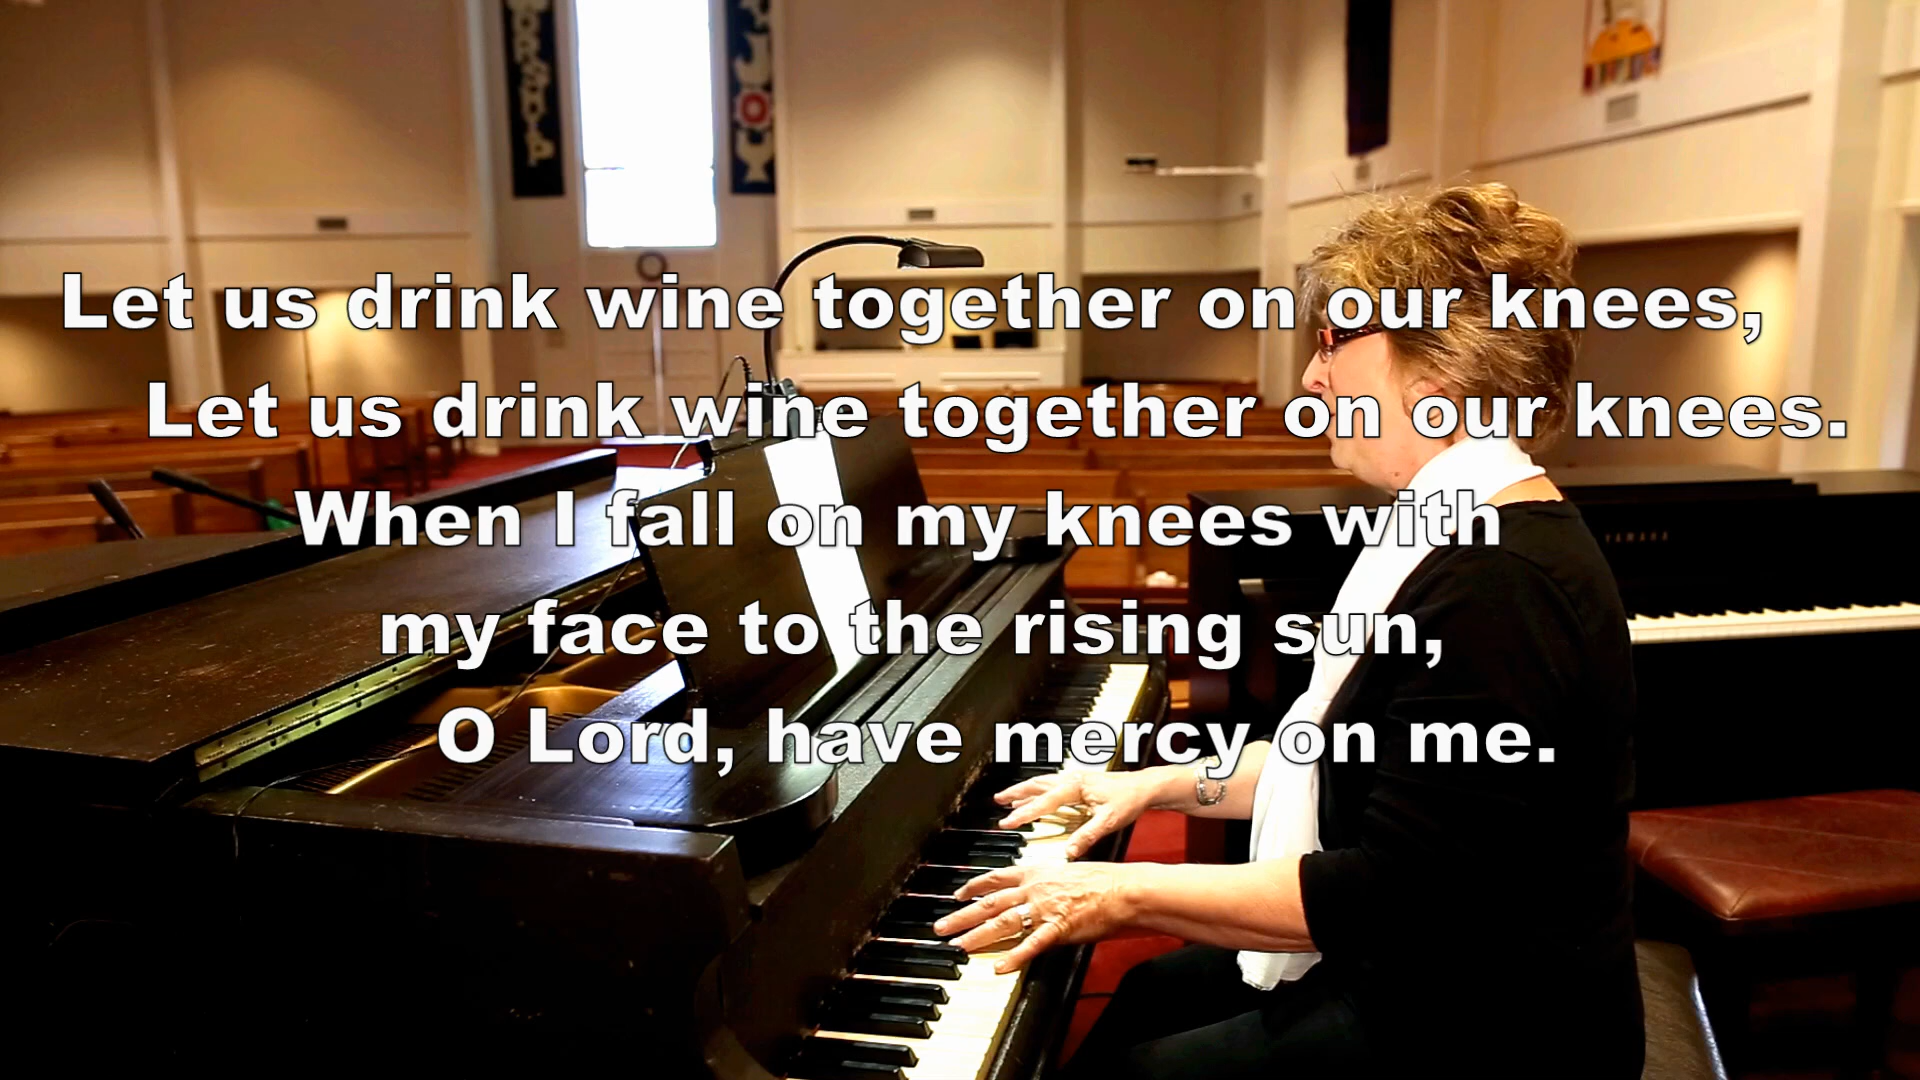 Let us drink wine together on our knees,
Let us drink wine together on our knees.
When I fall on my knees with
my face to the rising sun,
O Lord, have mercy on me.
YAMAHA